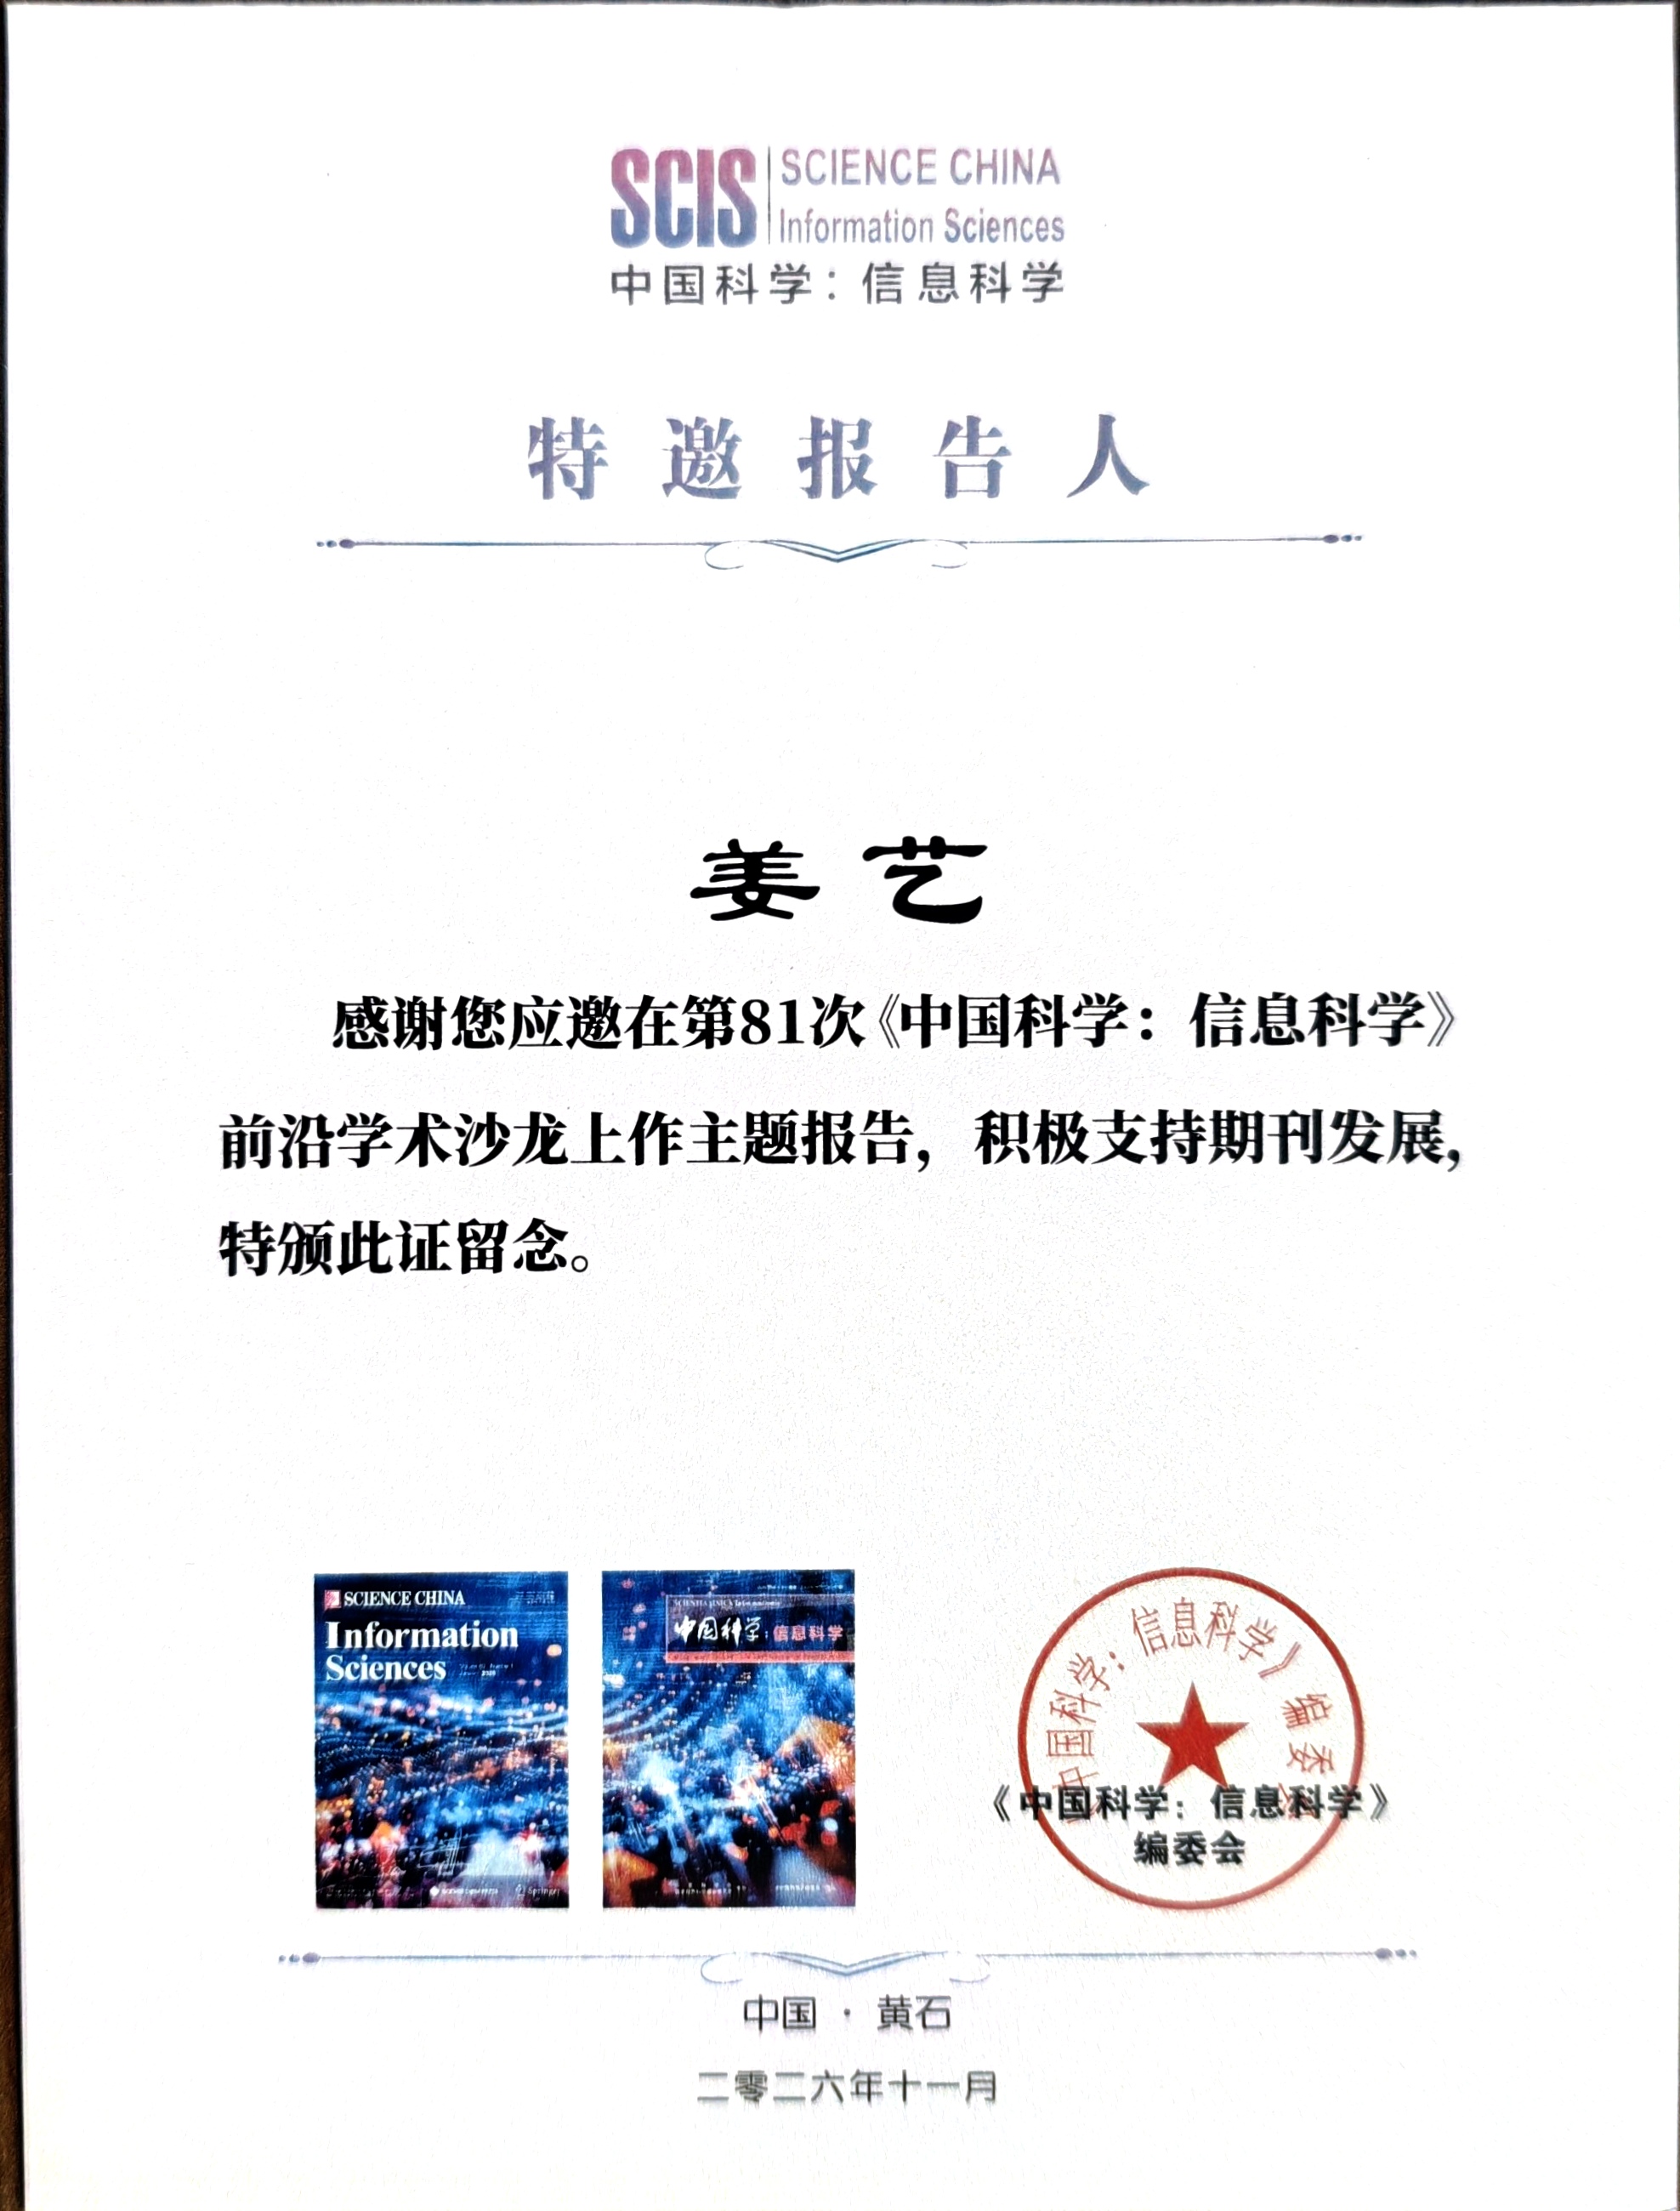 SCIS
SCIENCE CHINA
Information Sciences
中国科学：信息科学
特邀报告人
姜艺
感谢您应邀在第81次《中国科学：信息科学》
前沿学术沙龙上作主题报告，积极支持期刊发展，
特颁此证留念。
SCIENCE CHINA
Information
Sciences
中国科学：信息科学
中国科学：信息科学》编委
《中国科学：信息科学》
编委会
中国 · 黄石
二零二六年十一月